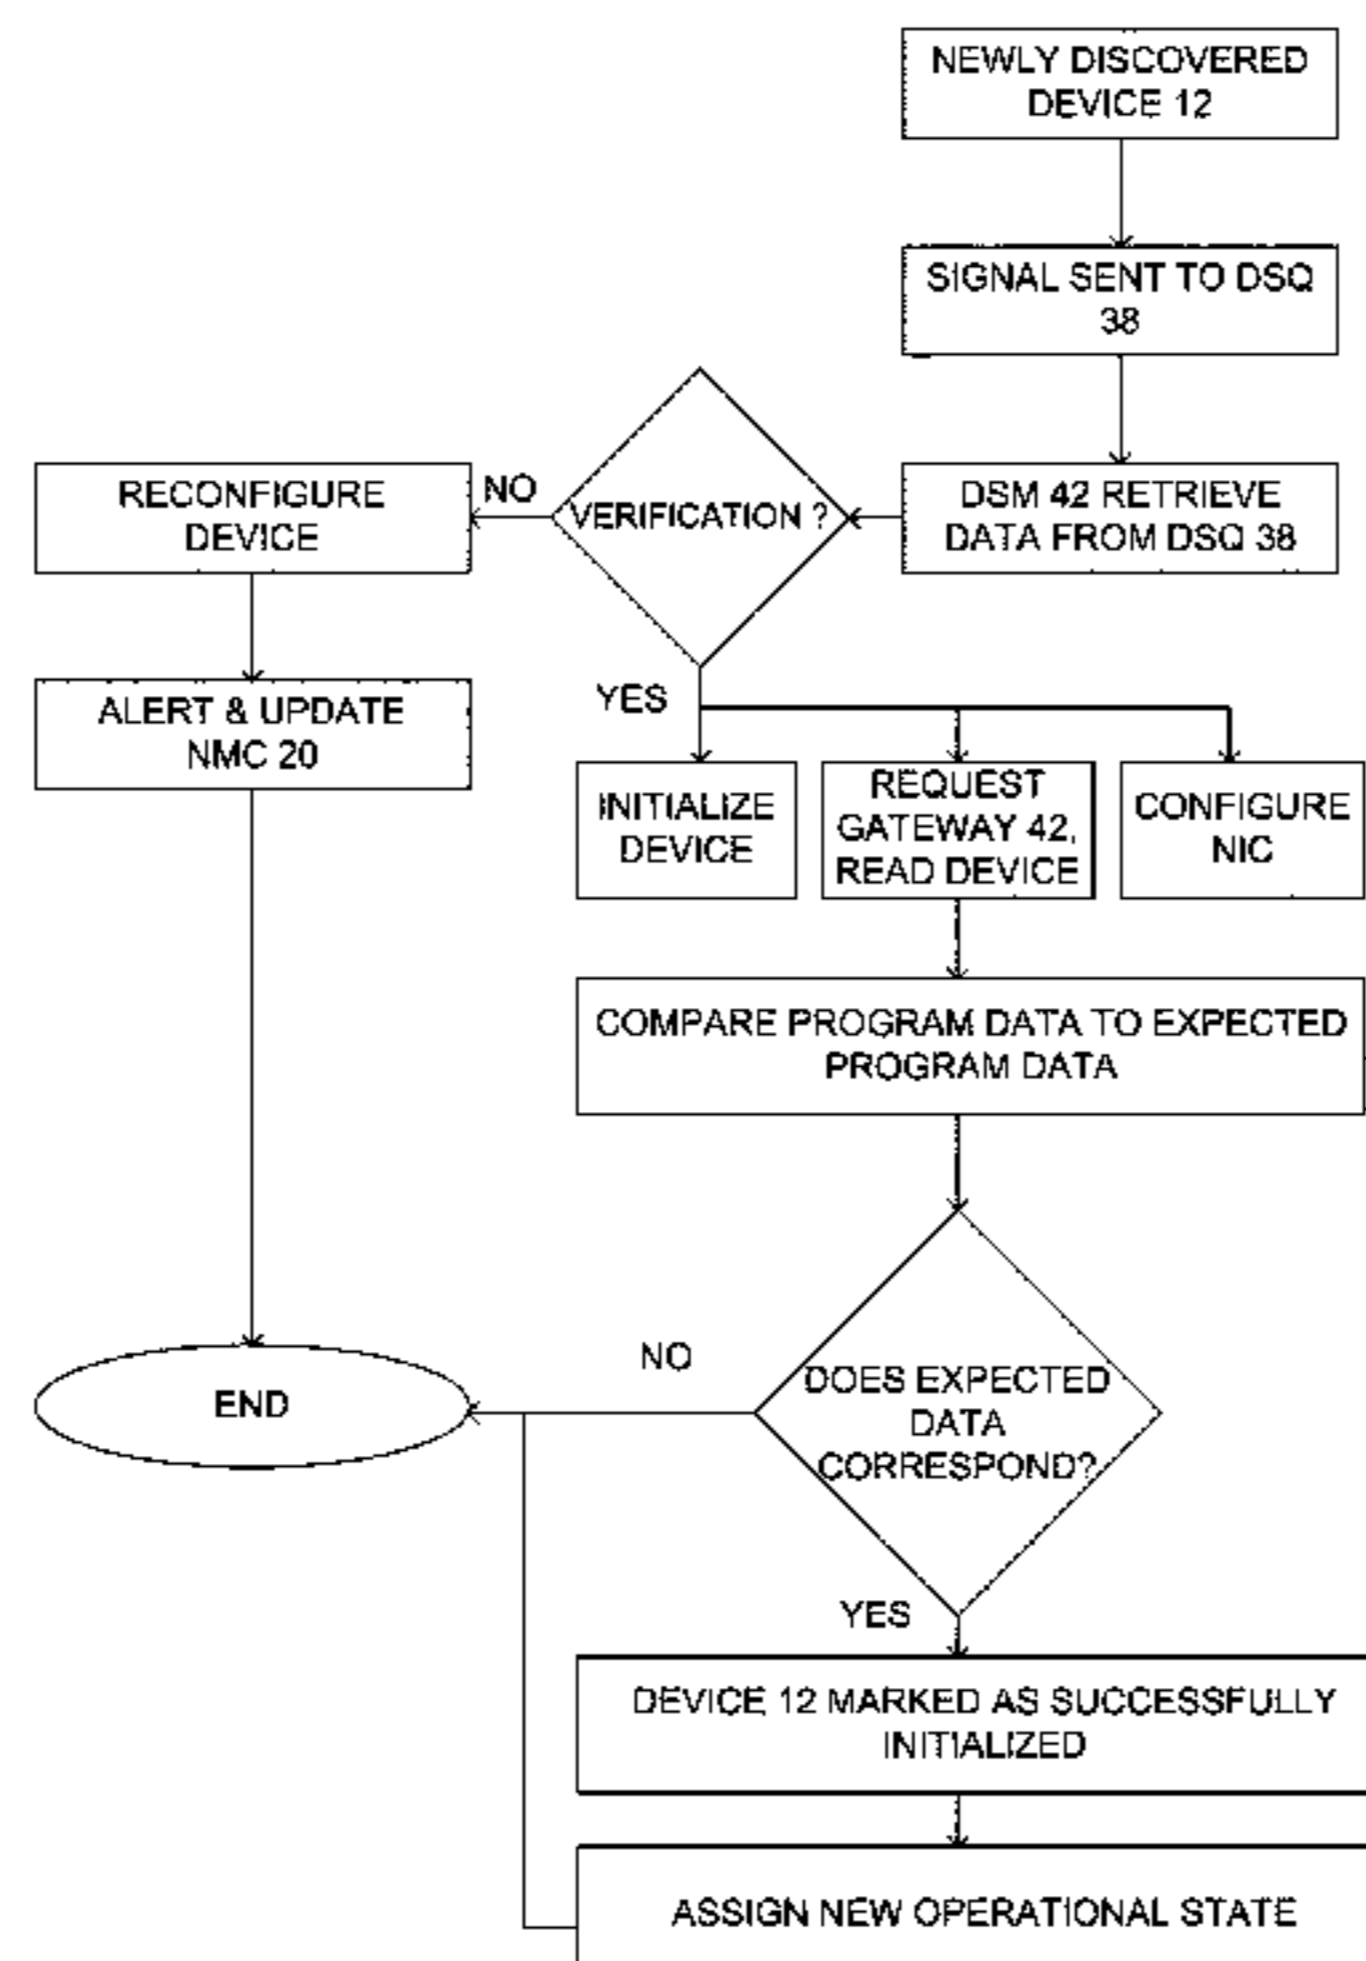 NEWLY DISCOVERED
DEVICE 12
SIGNAL SENT TO DSQ
38
DSM 42 RETRIEVE
DATA FROM DSQ 38
VERIFICATION ?
NO
RECONFIGURE
DEVICE
ALERT & UPDATE
NMC 20
YES
INITIALIZE
DEVICE
REQUEST
GATEWAY 42,
READ DEVICE
CONFIGURE
NIC
COMPARE PROGRAM DATA TO EXPECTED
PROGRAM DATA
DOES EXPECTED
DATA
CORRESPOND?
NO
END
YES
DEVICE 12 MARKED AS SUCCESSFULLY
INITIALIZED
ASSIGN NEW OPERATIONAL STATE